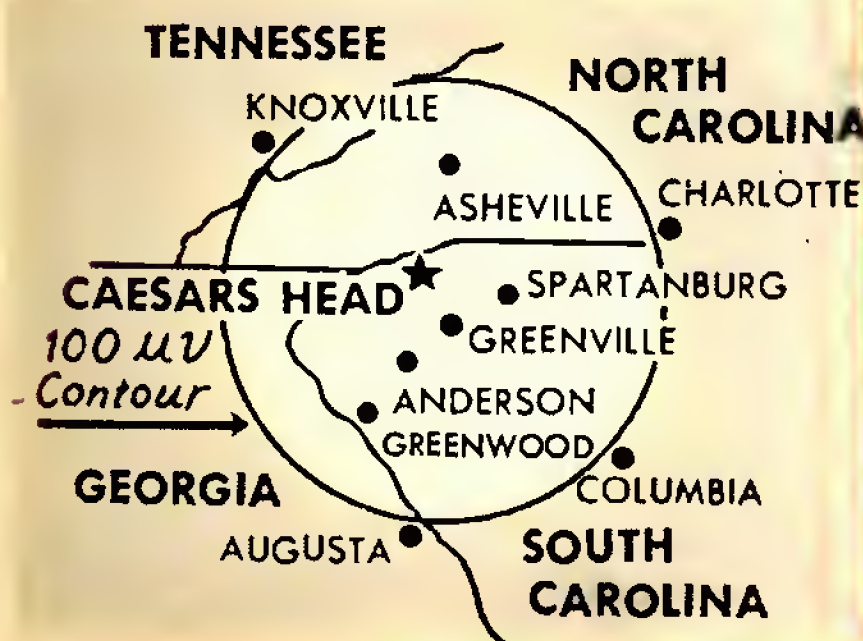 TENNESSEE
NORTH
CAROLINA
KNOXVILLE
CHARLOTTE
ASHEVILLE
CAESARS HEAD
SPARTANBURG
100 µV
Contour
GREENVILLE
ANDERSON
GREENWOOD
GEORGIA
COLUMBIA
AUGUSTA
SOUTH
CAROLINA